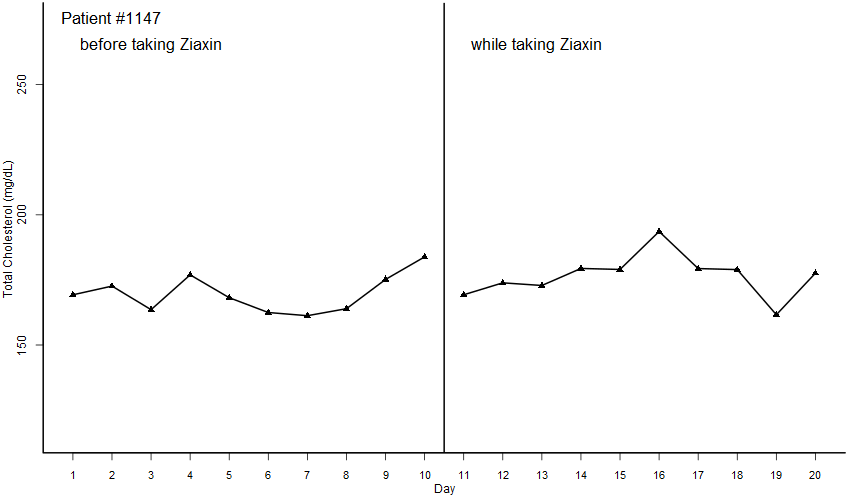 Patient #1147
before taking Ziaxin
while taking Ziaxin
250
200
150
Total Cholesterol (mg/dL)
1 2 3 4 5 6 7 8 9 10 11 12 13 14 15 16 17 18 19 20
Day